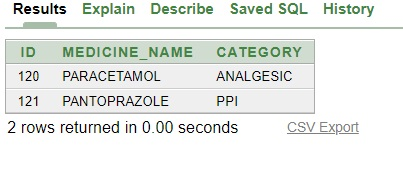 Results Explain Describe Saved SQL History
ID MEDICINE_NAME CATEGORY
120 PARACETAMOL ANALGESIC
121 PANTOPRAZOLE PPI
2 rows returned in 0.00 seconds CSV Export